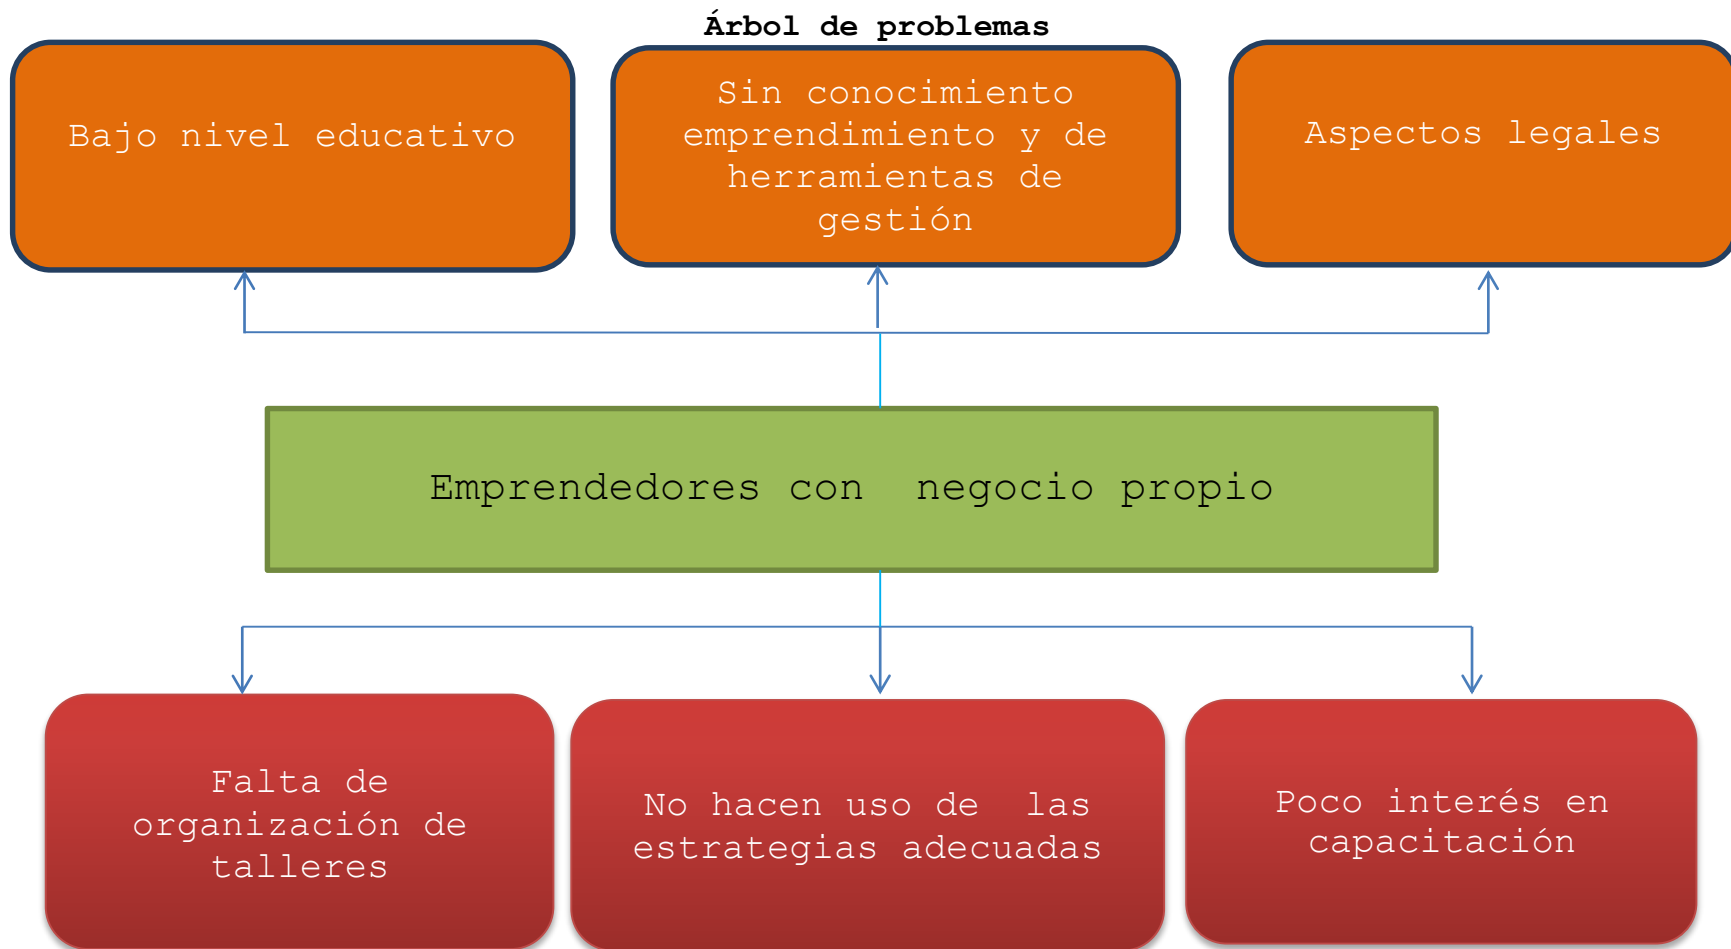 Árbol de problemas
Bajo nivel educativo
Sin conocimiento
emprendimiento y de
herramientas de
gestión
Aspectos legales
Emprendedores con  negocio propio
Falta de
organización de
talleres
No hacen uso de  las
estrategias adecuadas
Poco interés en
capacitación